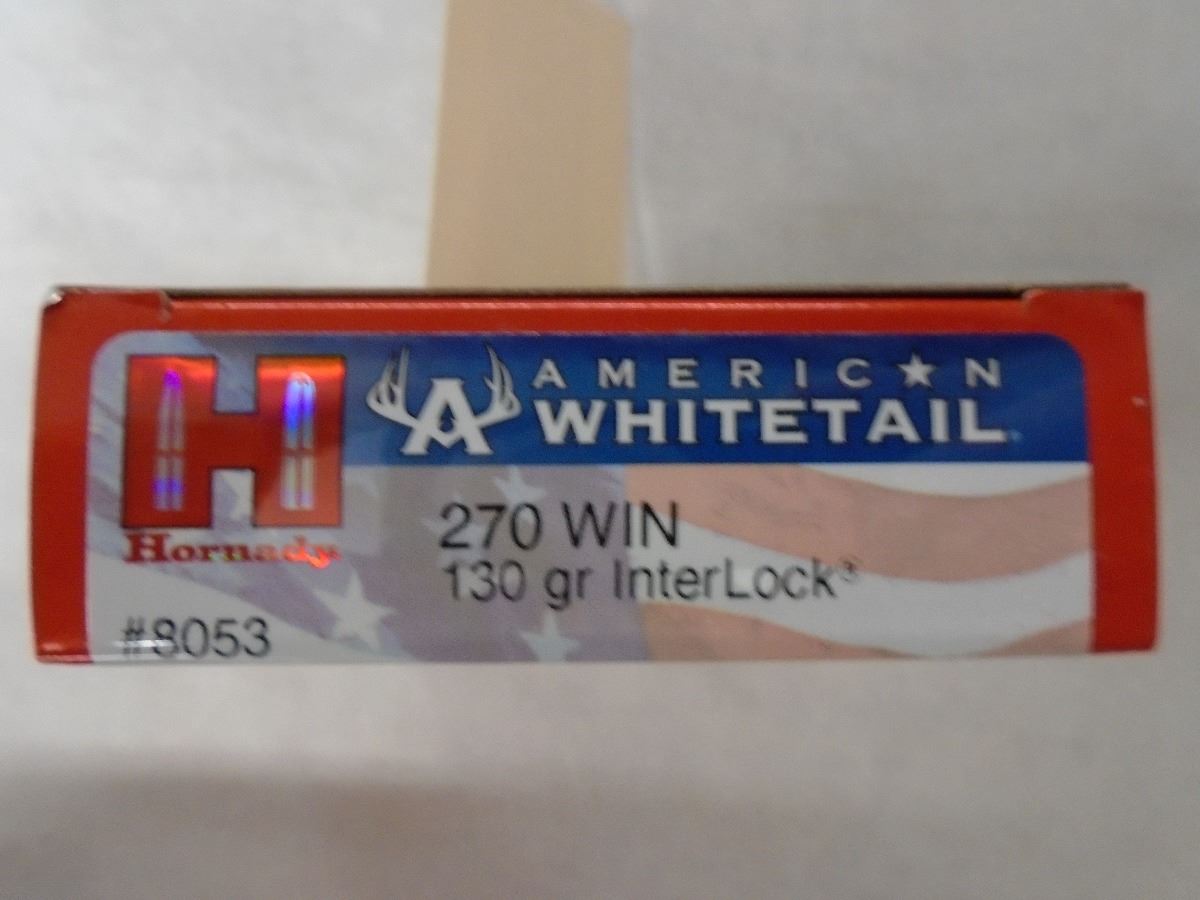 H
Hornady
AMERIC★N
WHITETAIL
270 WIN
130 gr InterLock®
#8053